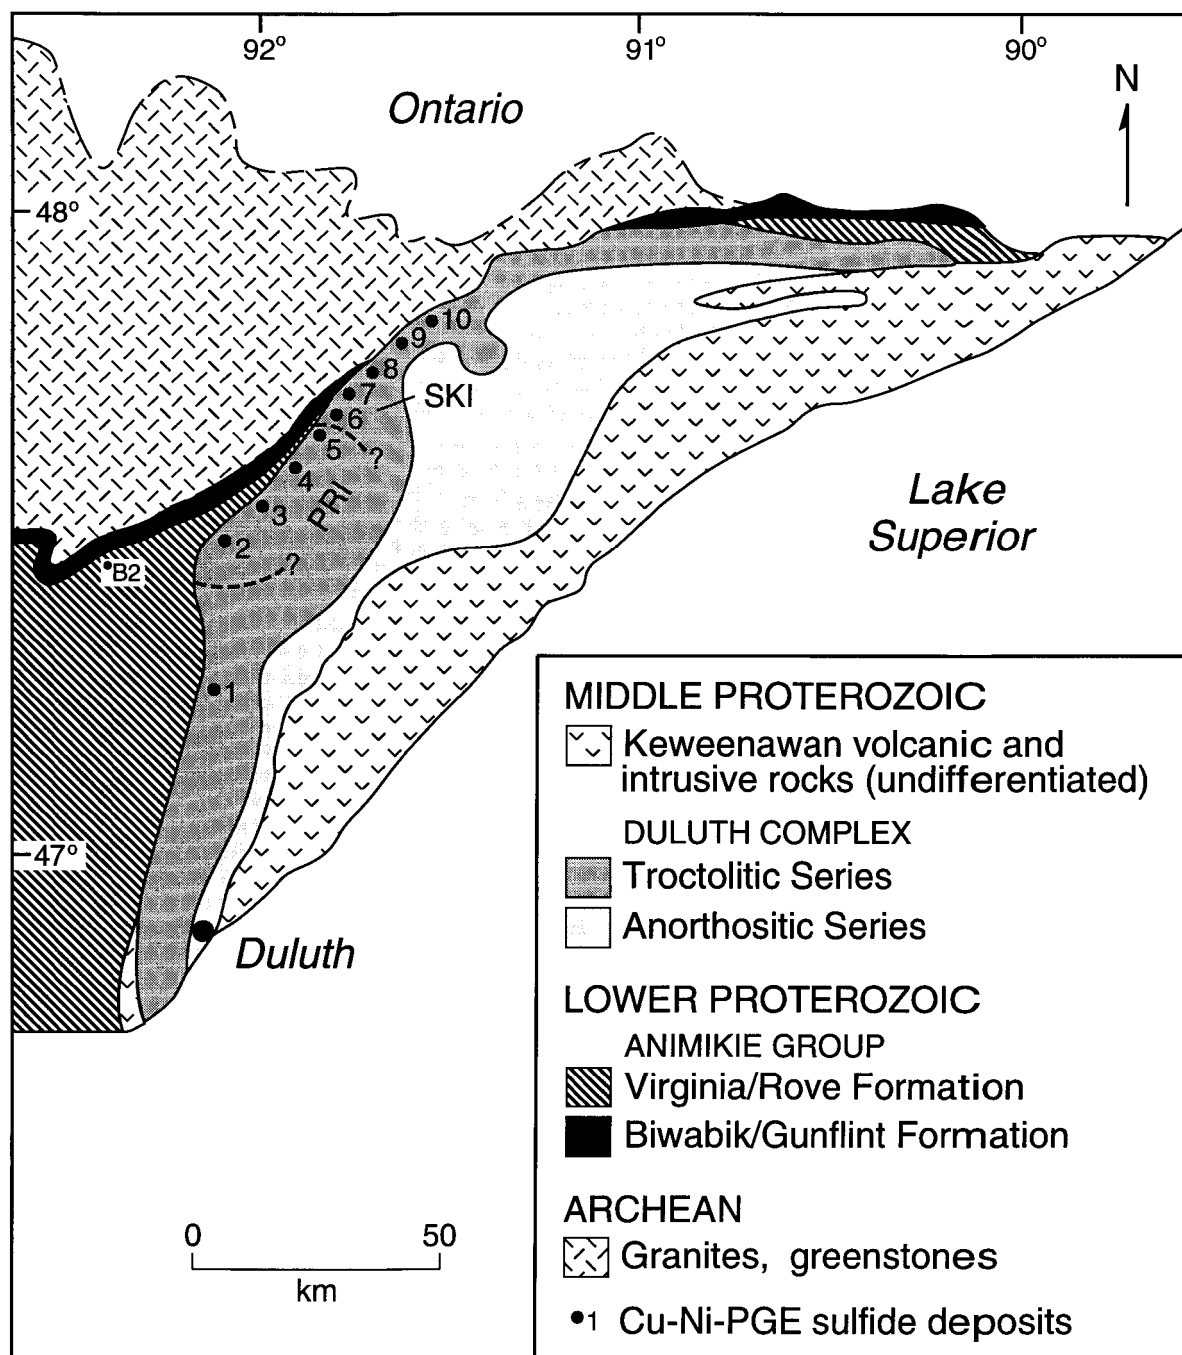 92°
91°
90°
N
Ontario
48°
10
9
8
7
SKI
6
5
?
4
PRI
3
2
?
B2
1
Lake
Superior
47°
Duluth
MIDDLE PROTEROZOIC
Keweenawan volcanic and
intrusive rocks (undifferentiated)
DULUTH COMPLEX
Troctolitic Series
Anorthositic Series
LOWER PROTEROZOIC
ANIMIKIE GROUP
Virginia/Rove Formation
Biwabik/Gunflint Formation
ARCHEAN
Granites, greenstones
1 Cu-Ni-PGE sulfide deposits
0 50
km